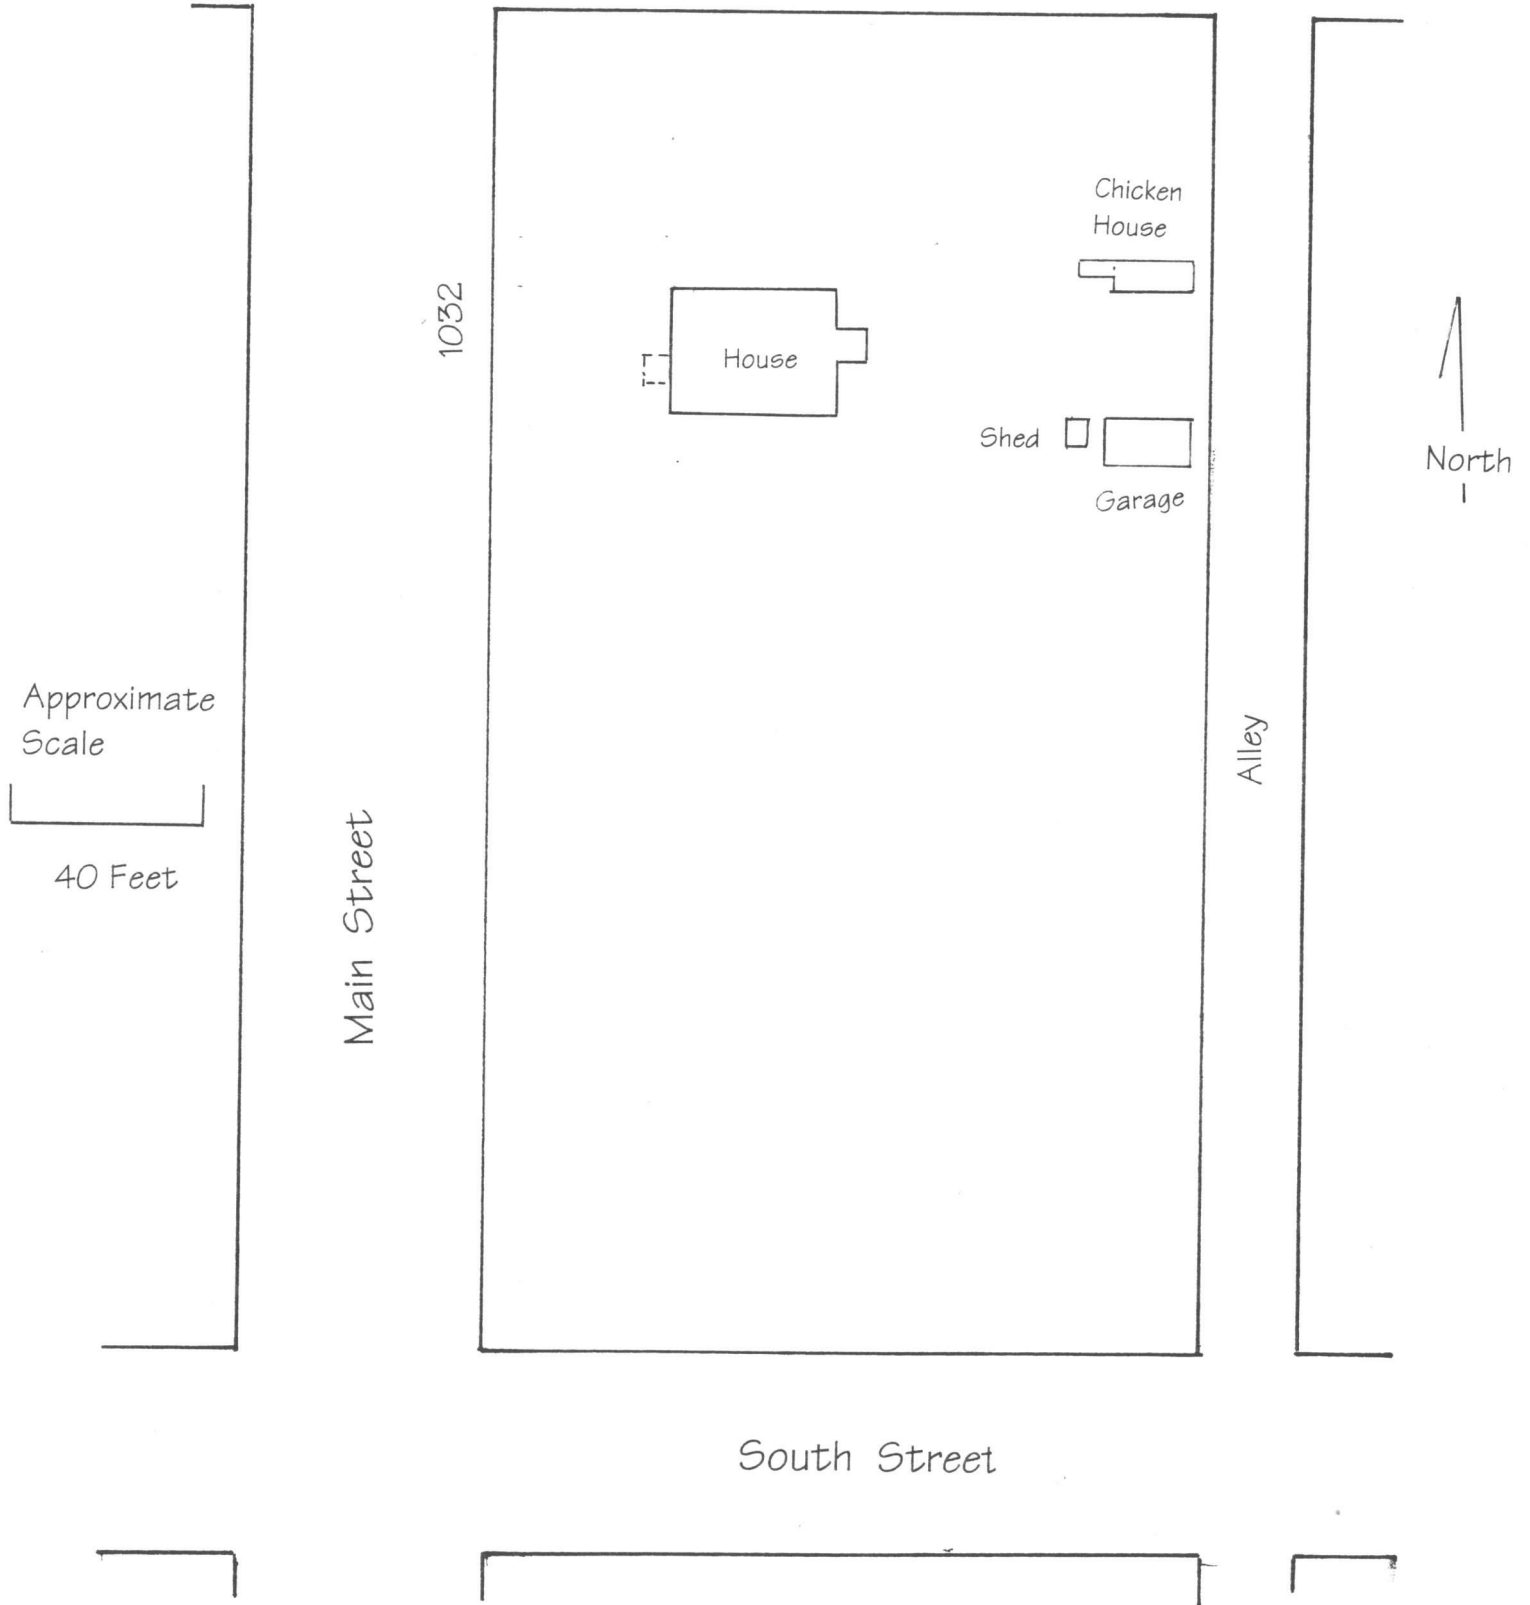 Chicken
House
1032
House
Shed
Garage
North
Approximate
Scale
40 Feet
Alley
Main Street
South Street